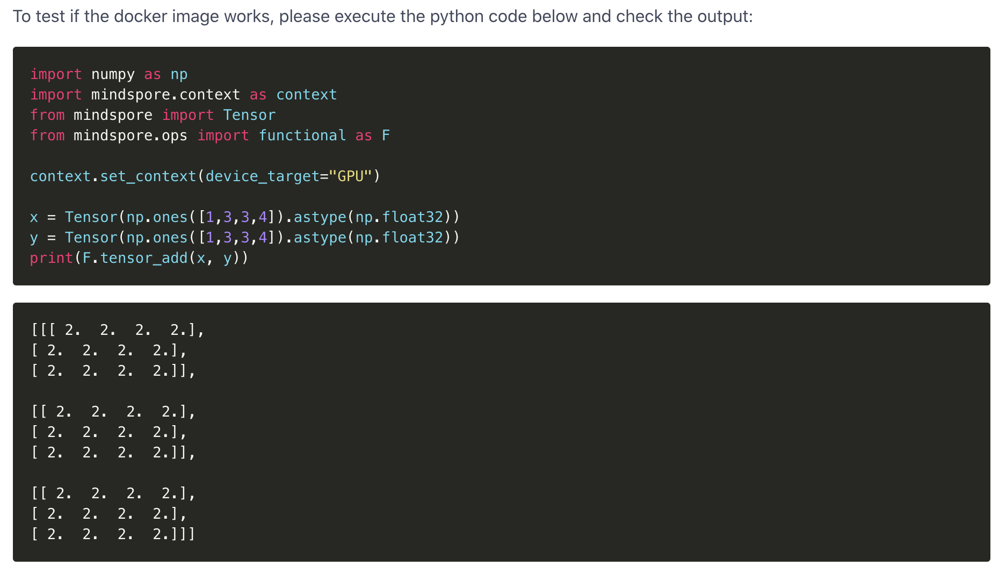 To test if the docker image works, please execute the python code below and check the output:
import numpy as np
import mindspore.context as context
from mindspore import Tensor
from mindspore.ops import functional as F
context.set_context(device_target="GPU")
x = Tensor(np.ones([1,3,3,4]).astype(np.float32))
y = Tensor(np.ones([1,3,3,4]).astype(np.float32))
print(F.tensor_add(x, y))
[[[ 2.  2.  2.  2.],
[ 2.  2.  2.  2.],
[ 2.  2.  2.  2.]],
[[ 2.  2.  2.  2.],
[ 2.  2.  2.  2.],
[ 2.  2.  2.  2.]],
[[ 2.  2.  2.  2.],
[ 2.  2.  2.  2.],
[ 2.  2.  2.  2.]]]